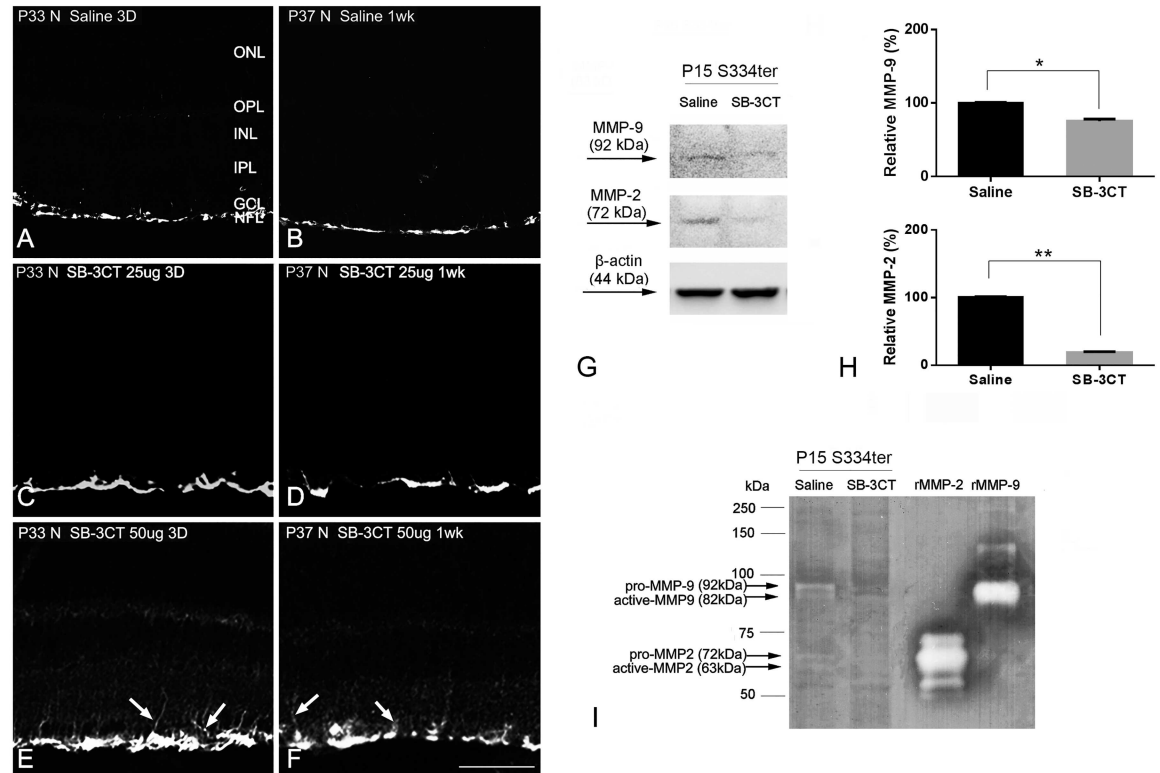 P33 N Saline 3D
ONL
OPL
INL
IPL
GCL
NFL
A
P37 N Saline 1wk
B
P33 N SB-3CT 25ug 3D
C
P37 N SB-3CT 25ug 1wk
D
P33 N SB-3CT 50ug 3D
E
P37 N SB-3CT 50ug 1wk
F
P15 S334ter
Saline SB-3CT
MMP-9
(92 kDa)
MMP-2
(72 kDa)
β-actin
(44 kDa)
G
Relative MMP-9 (%)
200
100
0
*
Saline SB-3CT
Relative MMP-2 (%)
200
100
0
**
Saline SB-3CT
H
P15 S334ter
kDa Saline SB-3CT rMMP-2 rMMP-9
250
150
100
pro-MMP-9 (92kDa)
active-MMP9 (82kDa)
75
pro-MMP2 (72kDa)
active-MMP2 (63kDa)
50
I